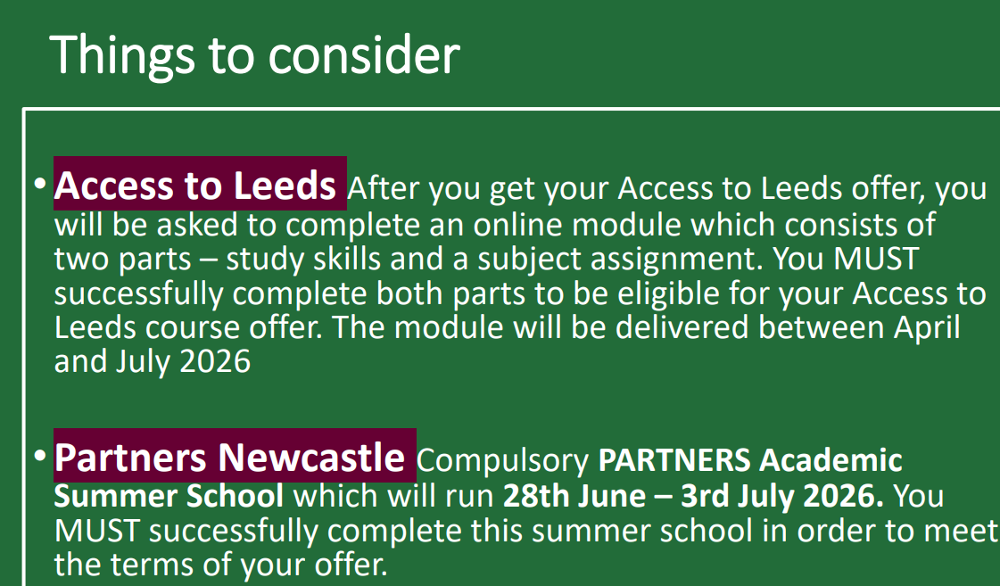 Things to consider
• Access to Leeds After you get your Access to Leeds offer, you
will be asked to complete an online module which consists of
two parts – study skills and a subject assignment. You MUST
successfully complete both parts to be eligible for your Access to
Leeds course offer. The module will be delivered between April
and July 2026
• Partners Newcastle Compulsory PARTNERS Academic
Summer School which will run 28th June – 3rd July 2026. You
MUST successfully complete this summer school in order to meet
the terms of your offer.